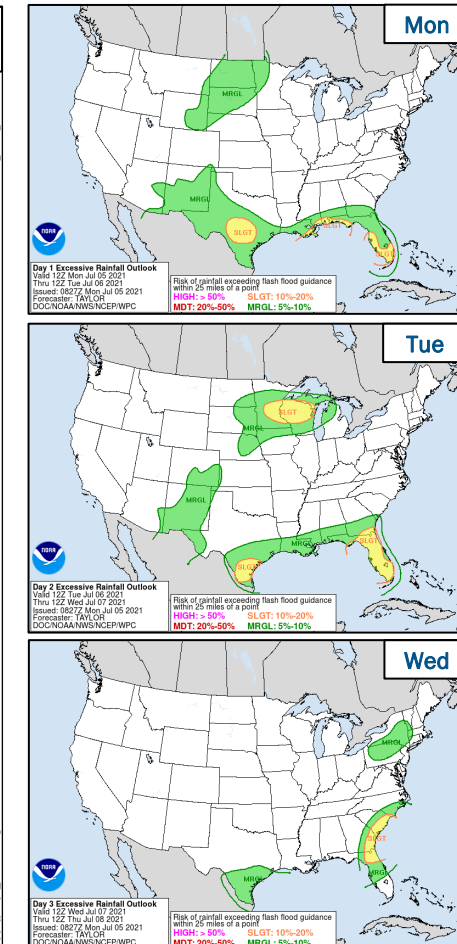 Mon
MRGL
MRGL
SLGT
SLGT
SLGT
NOAA
Day 1 Excessive Rainfall Outlook
Valid 12Z Mon Jul 05 2021
Thru 12Z Tue Jul 06 2021
Issued: 0827Z Mon Jul 05 2021
Forecaster: TAYLOR
DOC/NOAA/NWS/NCEP/WPC
Risk of rainfall exceeding flash flood guidance
within 25 miles of a point
HIGH: > 50% SLGT: 10%-20%
MDT: 20%-50% MRGL: 5%-10%
Tue
SLGT
MRGL
MRGL
SLGT
MRGL
SLGT
NOAA
Day 2 Excessive Rainfall Outlook
Valid 12Z Tue Jul 06 2021
Thru 12Z Wed Jul 07 2021
Issued: 0827Z Mon Jul 05 2021
Forecaster: TAYLOR
DOC/NOAA/NWS/NCEP/WPC
Risk of rainfall exceeding flash flood guidance
within 25 miles of a point
HIGH: > 50% SLGT: 10%-20%
MDT: 20%-50% MRGL: 5%-10%
Wed
MRGL
SLGT
MRGL
MRGL
NOAA
Day 3 Excessive Rainfall Outlook
Valid 12Z Wed Jul 07 2021
Thru 12Z Thu Jul 08 2021
Issued: 0827Z Mon Jul 05 2021
Forecaster: TAYLOR
DOC/NOAA/NWS/NCEP/WPC
Risk of rainfall exceeding flash flood guidance
within 25 miles of a point
HIGH: > 50% SLGT: 10%-20%
MDT: 20%-50% MRGL: 5%-10%